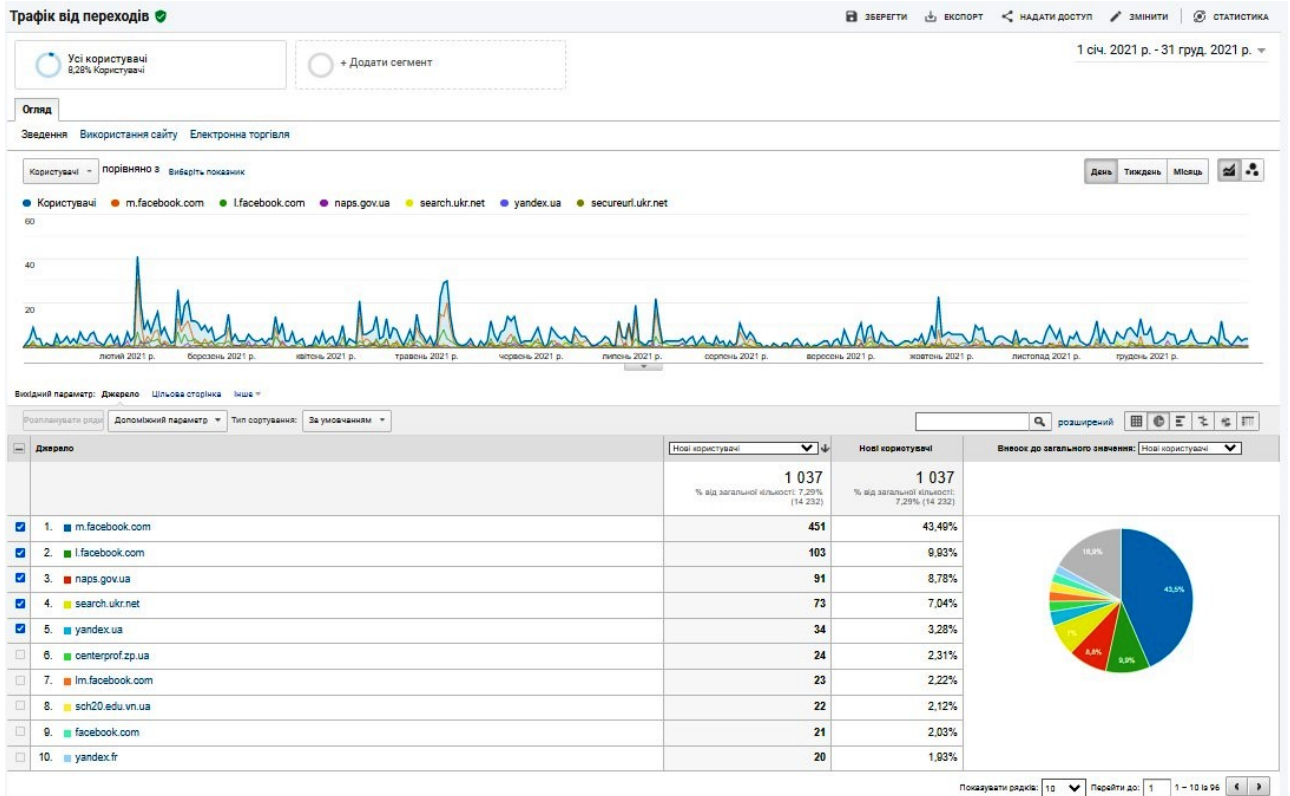 Трафік від переходів
ЗБЕРЕГТИ ЕКСПОРТ НАДАТИ ДОСТУП ЗМІНИТИ СТАТИСТИКА
Усі користувачі
8,28% Користувачі
+ Додати сегмент
1 січ. 2021 р. - 31 груд. 2021 р.
Огляд
Зведення Використання сайту Електронна торгівля
Користувачі порівняно з Виберіть показник
День Тиждень Місяць
Користувачі m.facebook.com l.facebook.com naps.gov.ua search.ukr.net yandex.ua secureurl.ukr.net
60
40
20
лютий 2021 р. березень 2021 р. квітень 2021 р. травень 2021 р. червень 2021 р. липень 2021 р. серпень 2021 р. вересень 2021 р. жовтень 2021 р. листопад 2021 р. грудень 2021 р.
Вихідний параметр: Джерело Цільова сторінка Інше
Розпланувати ряди Допоміжний параметр Тип сортування: За умовчанням розширений
Джерело Нові користувачі Нові користувачі Внесок до загального значення: Нові користувачі
1 037 1 037
% від загальної кількості: 7,29% (14 232) % від загальної кількості: 7,29% (14 232)
1. m.facebook.com 451 43,49%
2. l.facebook.com 103 9,93%
3. naps.gov.ua 91 8,78%
4. search.ukr.net 73 7,04%
5. yandex.ua 34 3,28%
6. centerprof.zp.ua 24 2,31%
7. lm.facebook.com 23 2,22%
8. sch20.edu.vn.ua 22 2,12%
9. facebook.com 21 2,03%
10. yandex.fr 20 1,93%
16,9%
43,5%
7%
8,8%
9,9%
Показувати рядків: 10 Перейти до: 1 1 – 10 із 96